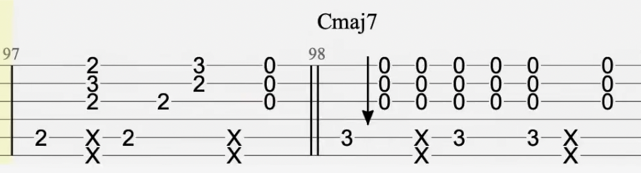 Cmaj7
97 98
2 3 0 0 0 0 0 0 0
3 2 0 0 0 0 0 0 0
2 2 0 0 0 0 0 0 0
2 X 2 X 3 X 3 3 X
X X X X